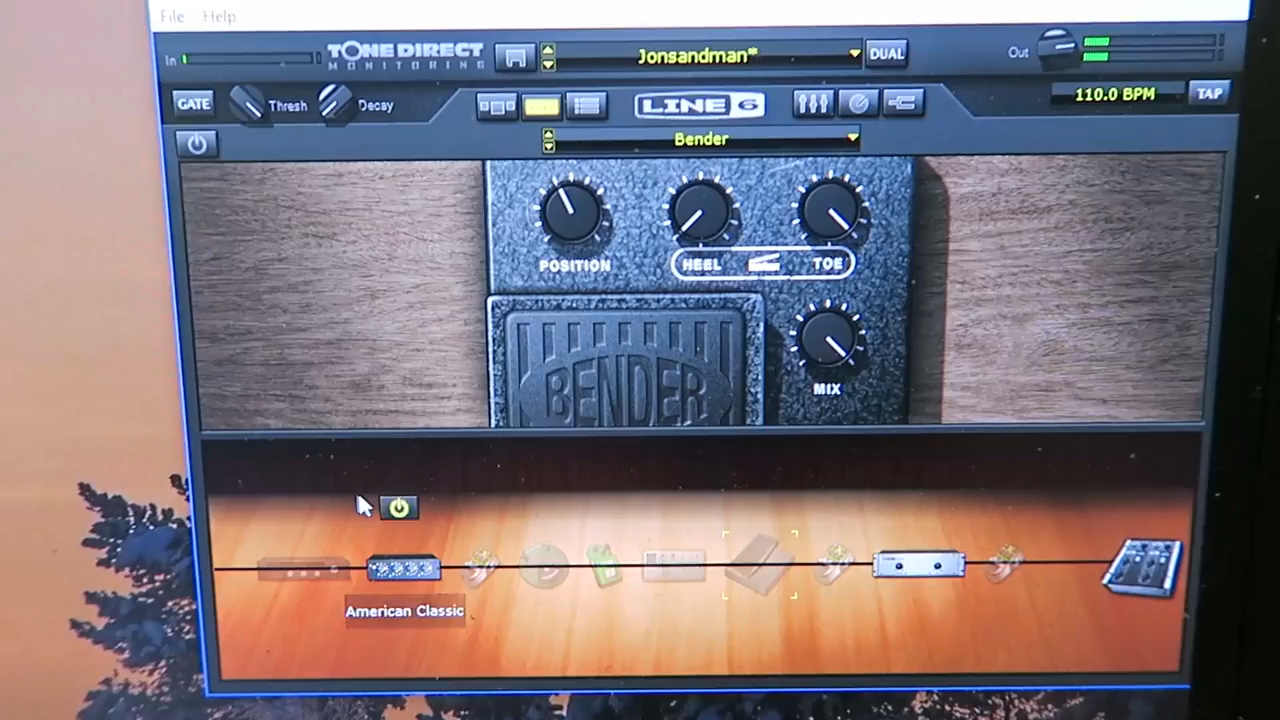 File Help
In
TONE DIRECT
MONITORING
Jonsandman*
DUAL
Out
GATE
Thresh
Decay
LINE 6
110.0 BPM
TAP
Bender
POSITION
HEEL
TOE
BENDER
MIX
American Classic